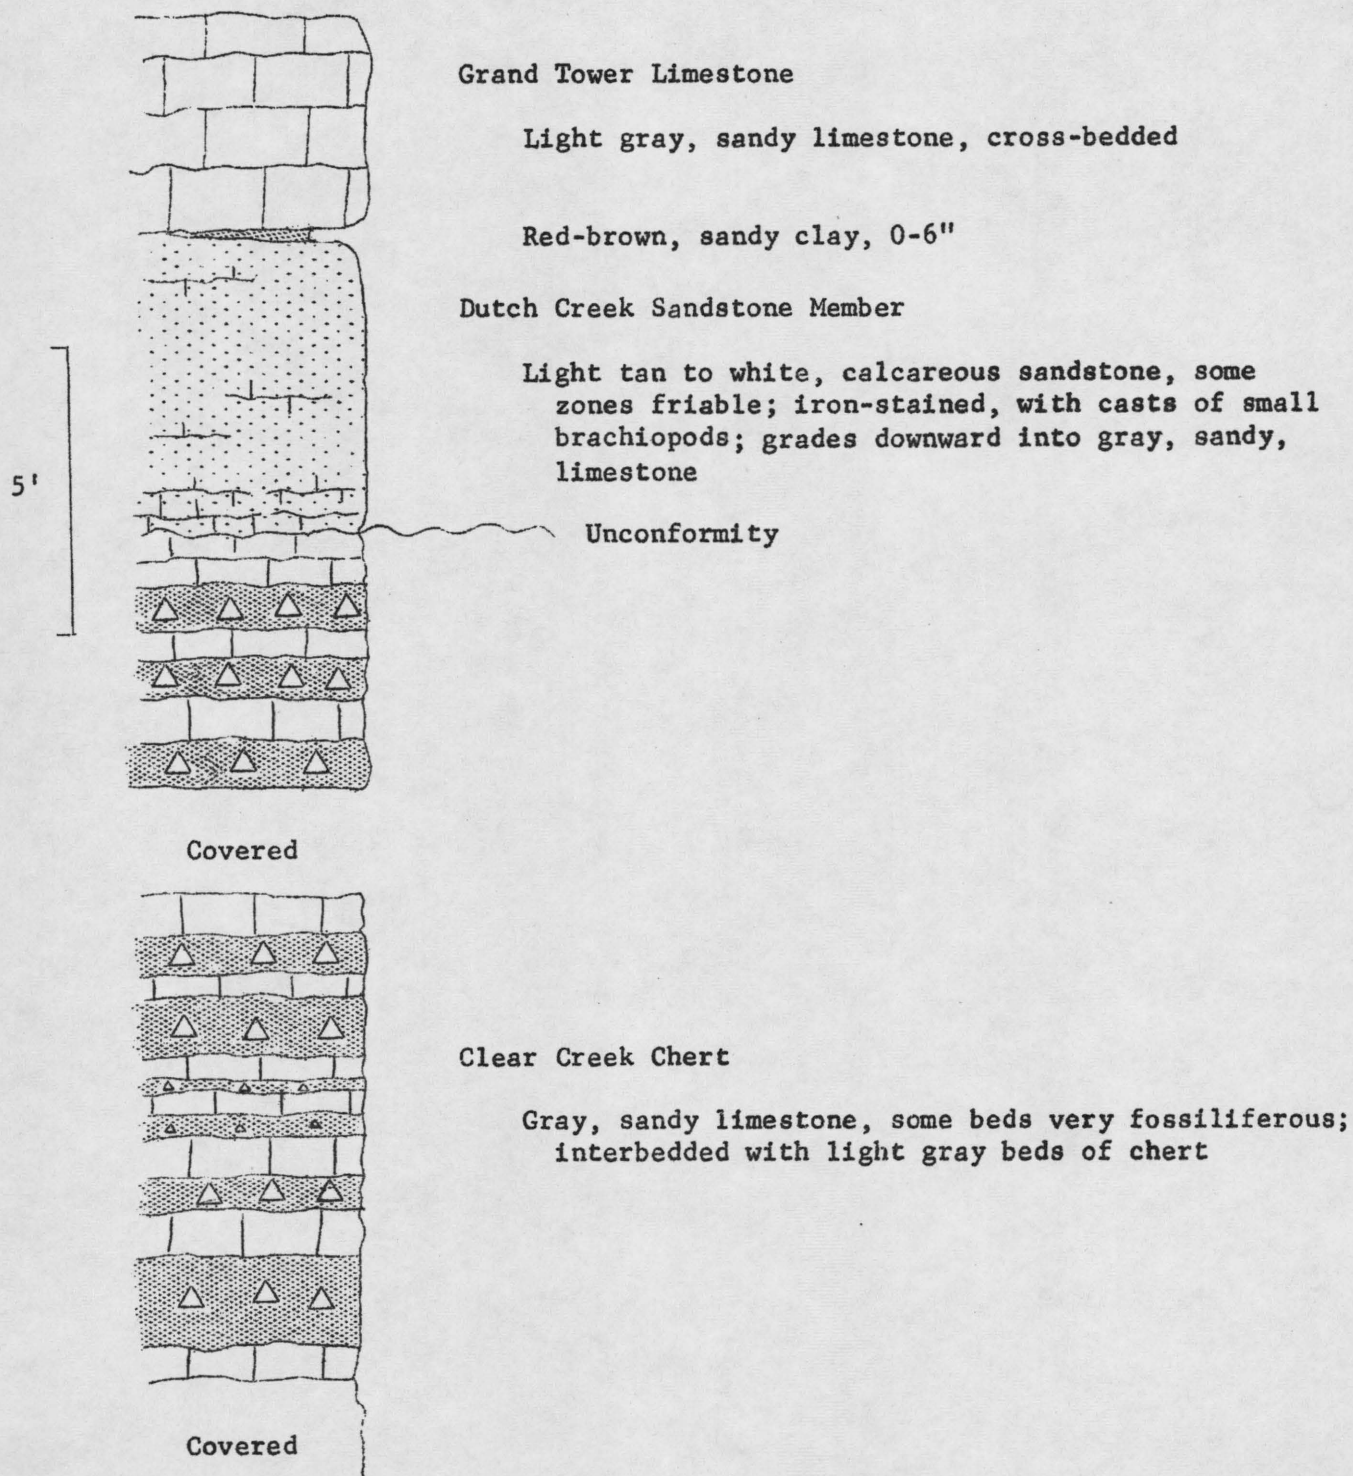 Grand Tower Limestone
Light gray, sandy limestone, cross-bedded
Red-brown, sandy clay, 0-6"
Dutch Creek Sandstone Member
Light tan to white, calcareous sandstone, some
zones friable; iron-stained, with casts of small
brachiopods; grades downward into gray, sandy,
limestone
5'
Unconformity
Covered
Clear Creek Chert
Gray, sandy limestone, some beds very fossiliferous;
interbedded with light gray beds of chert
Covered